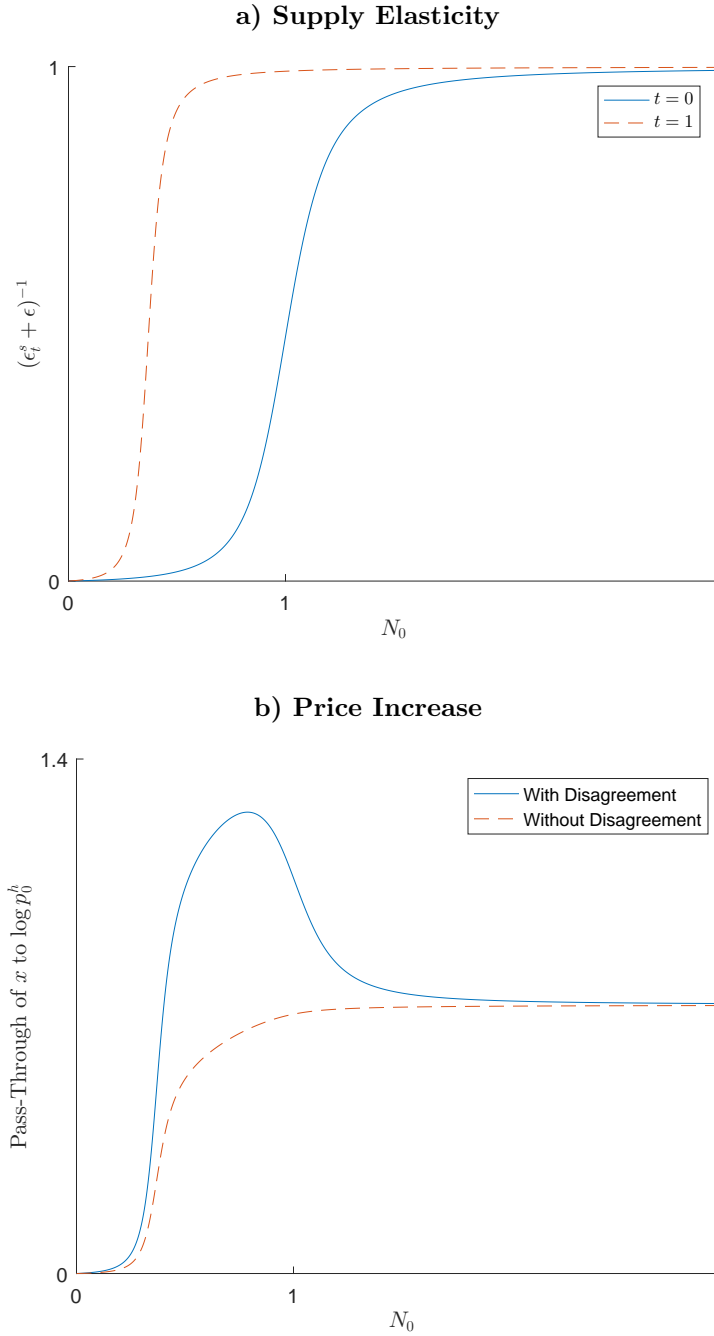 a) Supply Elasticity
1
t = 0
t = 1
(ϵ_t^s + ϵ)^{-1}
0
0
1
N_0
b) Price Increase
1.4
With Disagreement
Without Disagreement
Pass-Through of x to log p_0^h
0
0
1
N_0